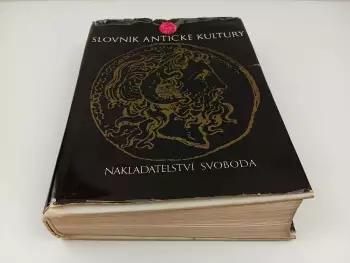 SLOVNÍK ANTICKÉ KULTURY
NAKLADATELSTVÍ SVOBODA